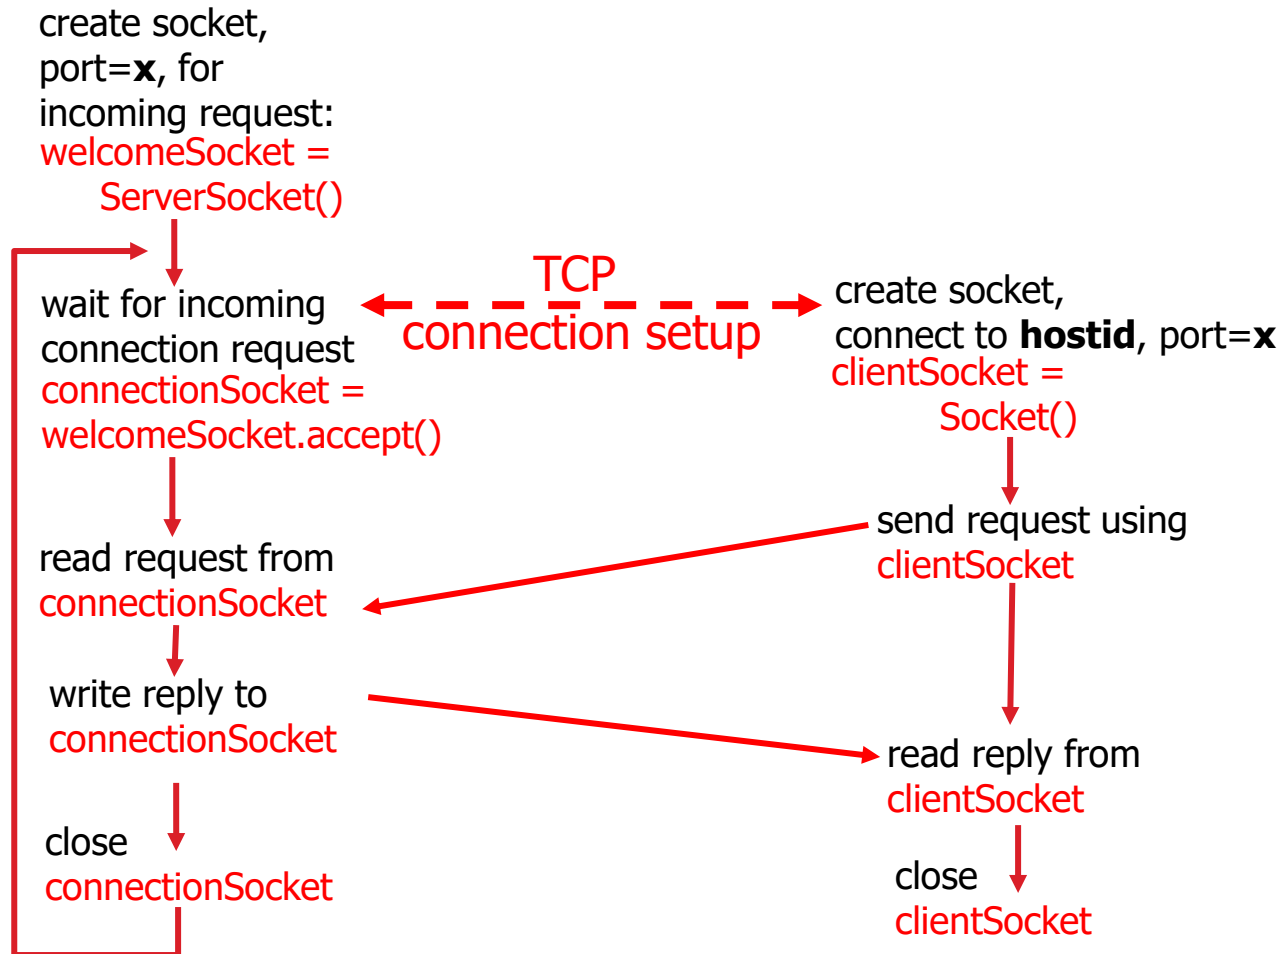 create socket,
port=x, for
incoming request:
welcomeSocket =
ServerSocket()
wait for incoming
connection request
connectionSocket =
welcomeSocket.accept()
read request from
connectionSocket
write reply to
connectionSocket
close
connectionSocket
TCP
connection setup
create socket,
connect to hostid, port=x
clientSocket =
Socket()
send request using
clientSocket
read reply from
clientSocket
close
clientSocket